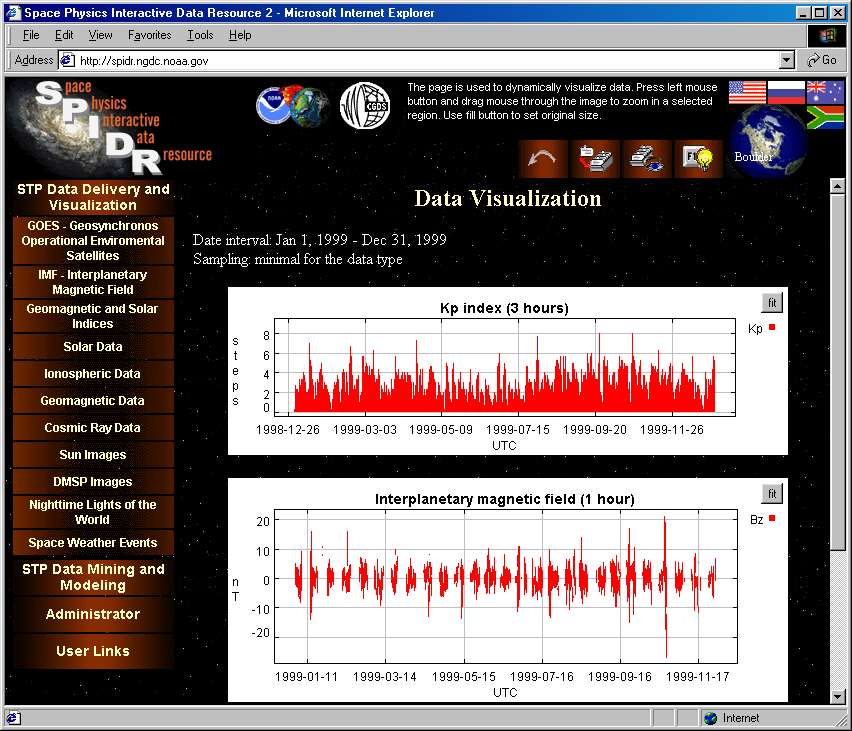 Space Physics Interactive Data Resource 2 - Microsoft Internet Explorer
File Edit View Favorites Tools Help
Address http://spidr.ngdc.noaa.gov Go
Space
Physics
Interactive
Data
Resource
NOAA
CGDS
The page is used to dynamically visualize data. Press left mouse
button and drag mouse through the image to zoom in a selected
region. Use fill button to set original size.
Boulder
STP Data Delivery and
Visualization
GOES - Geosynchronos
Operational Enviromental
Satellites
IMF - Interplanetary
Magnetic Field
Geomagnetic and Solar
Indices
Solar Data
Ionospheric Data
Geomagnetic Data
Cosmic Ray Data
Sun Images
DMSP Images
Nighttime Lights of the
World
Space Weather Events
STP Data Mining and
Modeling
Administrator
User Links
Data Visualization
Date interval: Jan 1, 1999 - Dec 31, 1999
Sampling: minimal for the data type
Kp index (3 hours)
fit
Kp
steps
8
6
4
2
0
1998-12-26 1999-03-03 1999-05-09 1999-07-15 1999-09-20 1999-11-26
UTC
Interplanetary magnetic field (1 hour)
fit
Bz
nT
20
10
0
-10
-20
1999-01-11 1999-03-14 1999-05-15 1999-07-16 1999-09-16 1999-11-17
UTC
Internet